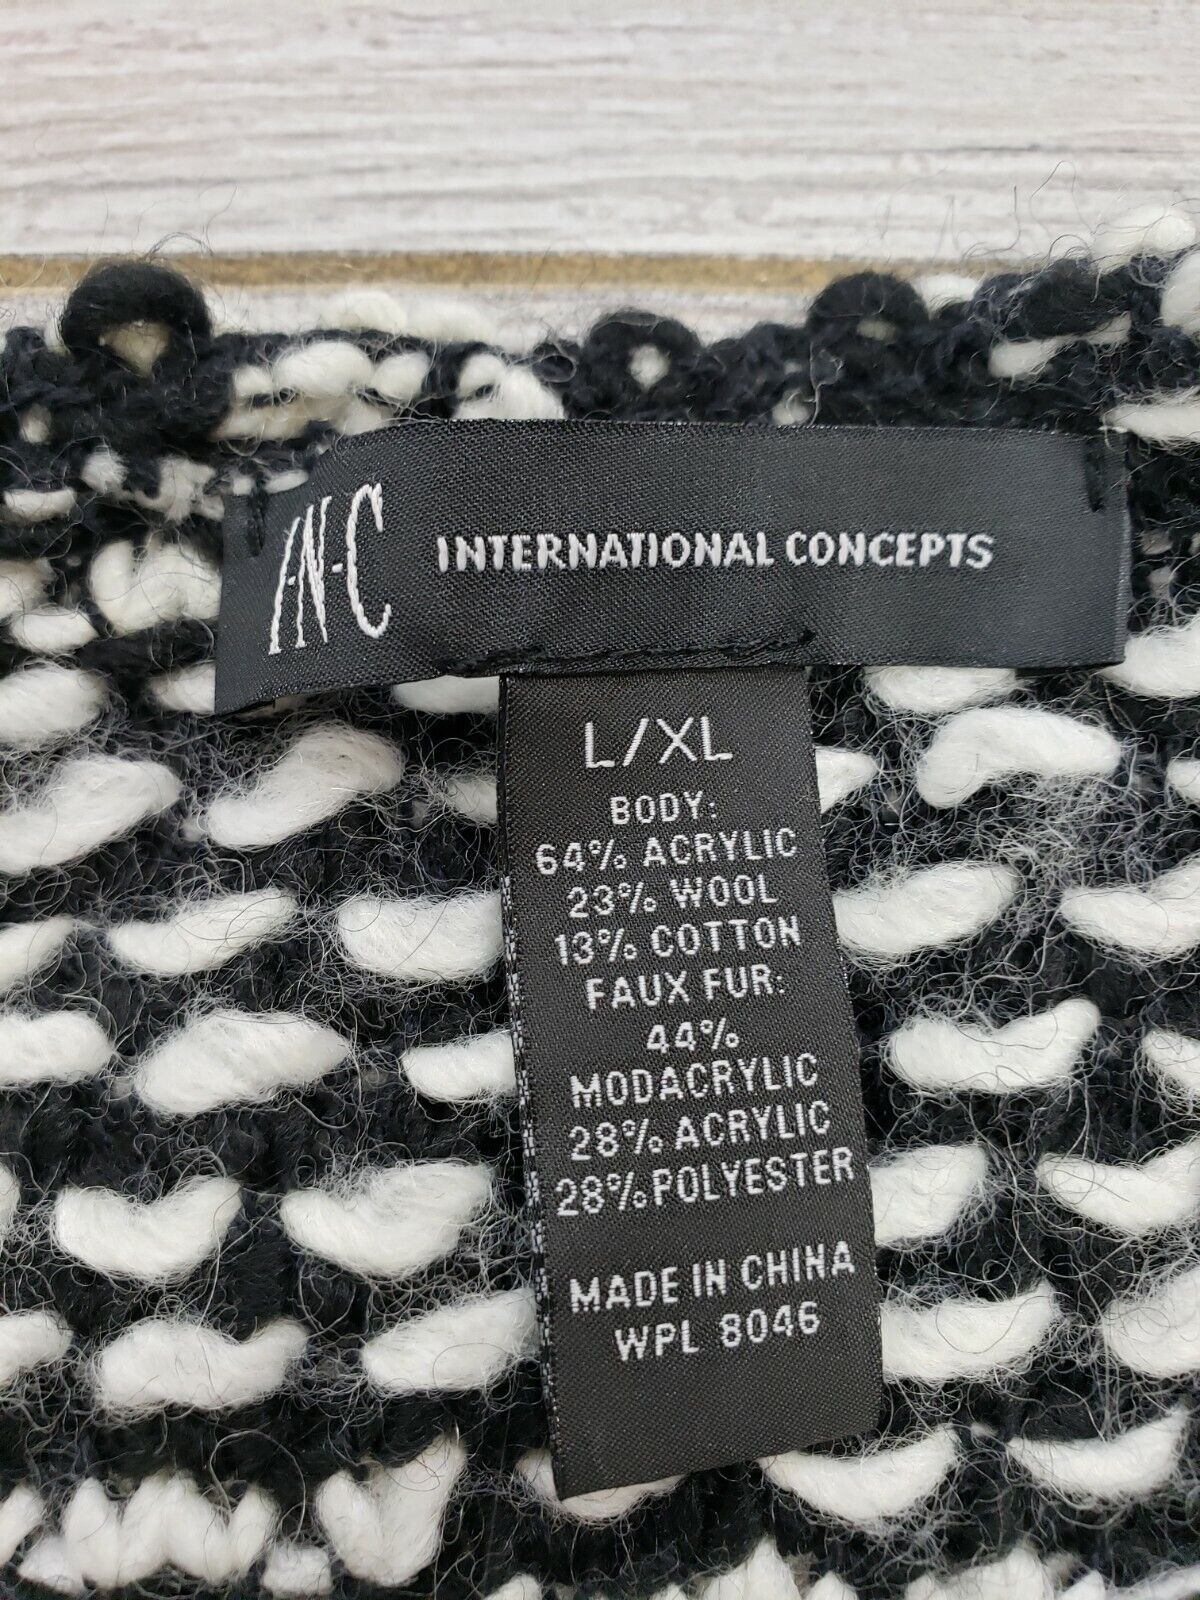 I-N-C INTERNATIONAL CONCEPTS
L/XL
BODY:
64% ACRYLIC
23% WOOL
13% COTTON
FAUX FUR:
44%
MODACRYLIC
28% ACRYLIC
28% POLYESTER
MADE IN CHINA
WPL 8046